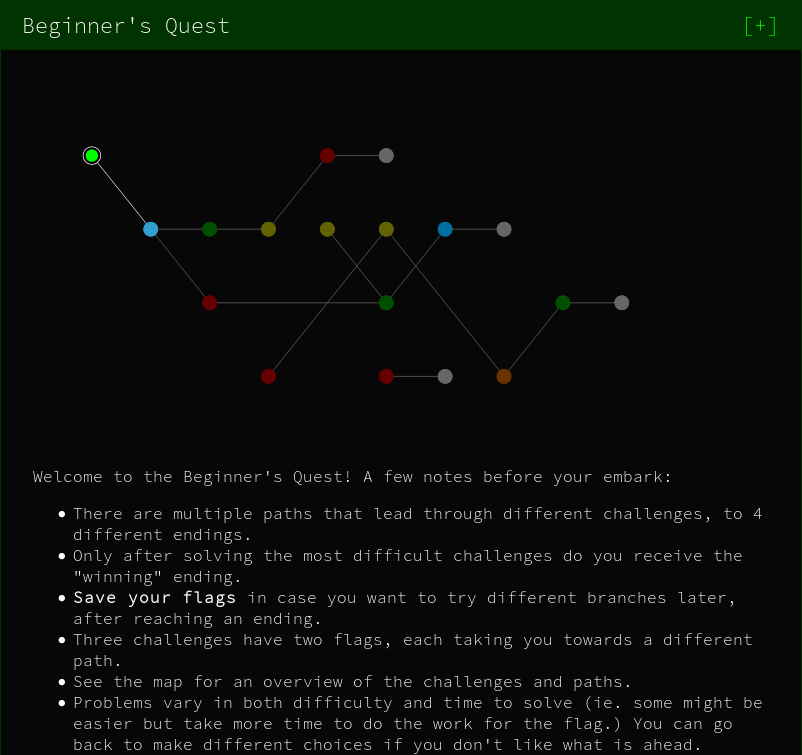 Beginner's Quest [+]
Welcome to the Beginner's Quest! A few notes before your embark:
There are multiple paths that lead through different challenges, to 4
different endings.
Only after solving the most difficult challenges do you receive the
"winning" ending.
Save your flags in case you want to try different branches later,
after reaching an ending.
Three challenges have two flags, each taking you towards a different
path.
See the map for an overview of the challenges and paths.
Problems vary in both difficulty and time to solve (ie. some might be
easier but take more time to do the work for the flag.) You can go
back to make different choices if you don't like what is ahead.